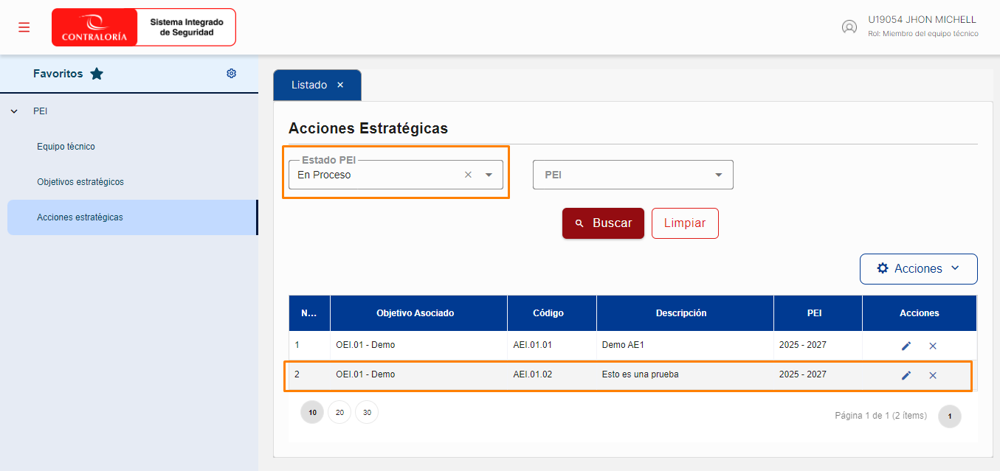 CONTRALORÍA
Sistema Integrado
de Seguridad
U19054 JHON MICHELL
Rol: Miembro del equipo técnico
Favoritos
PEI
Equipo técnico
Objetivos estratégicos
Acciones estratégicas
Listado ×
Acciones Estratégicas
Estado PEI
En Proceso
PEI
Buscar Limpiar
Acciones
N... Objetivo Asociado Código Descripción PEI Acciones
1 OEI.01 - Demo AEI.01.01 Demo AE1 2025 - 2027
2 OEI.01 - Demo AEI.01.02 Esto es una prueba 2025 - 2027
10 20 30 Página 1 de 1 (2 ítems) 1